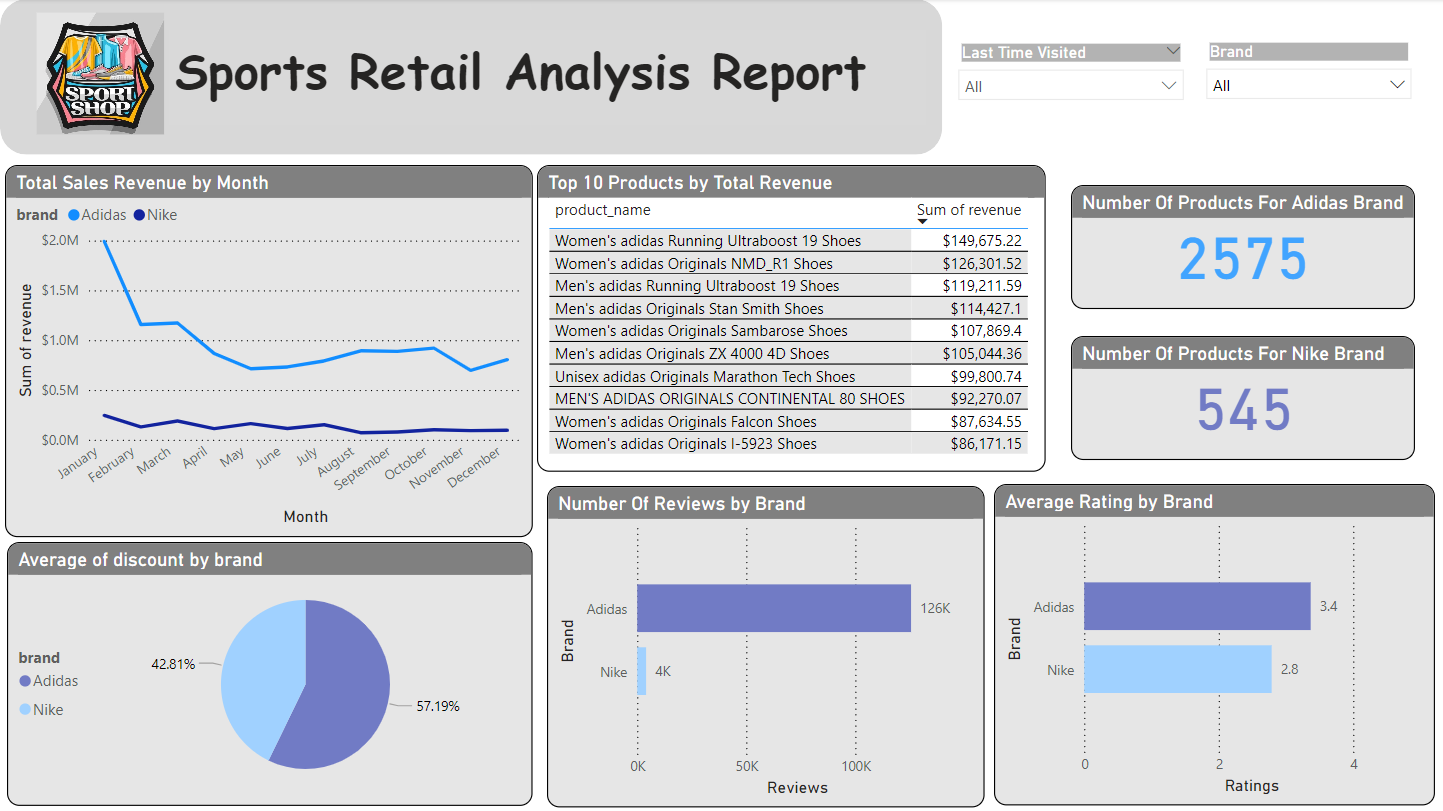 SPORT
SHOP
Sports Retail Analysis Report
Last Time Visited
All
Brand
All
Total Sales Revenue by Month
brand Adidas Nike
Sum of revenue
$2.0M
$1.5M
$1.0M
$0.5M
$0.0M
January
February
March
April
May
June
July
August
September
October
November
December
Month
Top 10 Products by Total Revenue
product_name Sum of revenue
Women's adidas Running Ultraboost 19 Shoes $149,675.22
Women's adidas Originals NMD_R1 Shoes $126,301.52
Men's adidas Running Ultraboost 19 Shoes $119,211.59
Men's adidas Originals Stan Smith Shoes $114,427.1
Women's adidas Originals Sambarose Shoes $107,869.4
Men's adidas Originals ZX 4000 4D Shoes $105,044.36
Unisex adidas Originals Marathon Tech Shoes $99,800.74
MEN'S ADIDAS ORIGINALS CONTINENTAL 80 SHOES $92,270.07
Women's adidas Originals Falcon Shoes $87,634.55
Women's adidas Originals I-5923 Shoes $86,171.15
Number Of Products For Adidas Brand
2575
Number Of Products For Nike Brand
545
Average of discount by brand
brand
Adidas
Nike
42.81%
57.19%
Number Of Reviews by Brand
Brand
Adidas 126K
Nike 4K
0K 50K 100K
Reviews
Average Rating by Brand
Brand
Adidas 3.4
Nike 2.8
0 2 4
Ratings